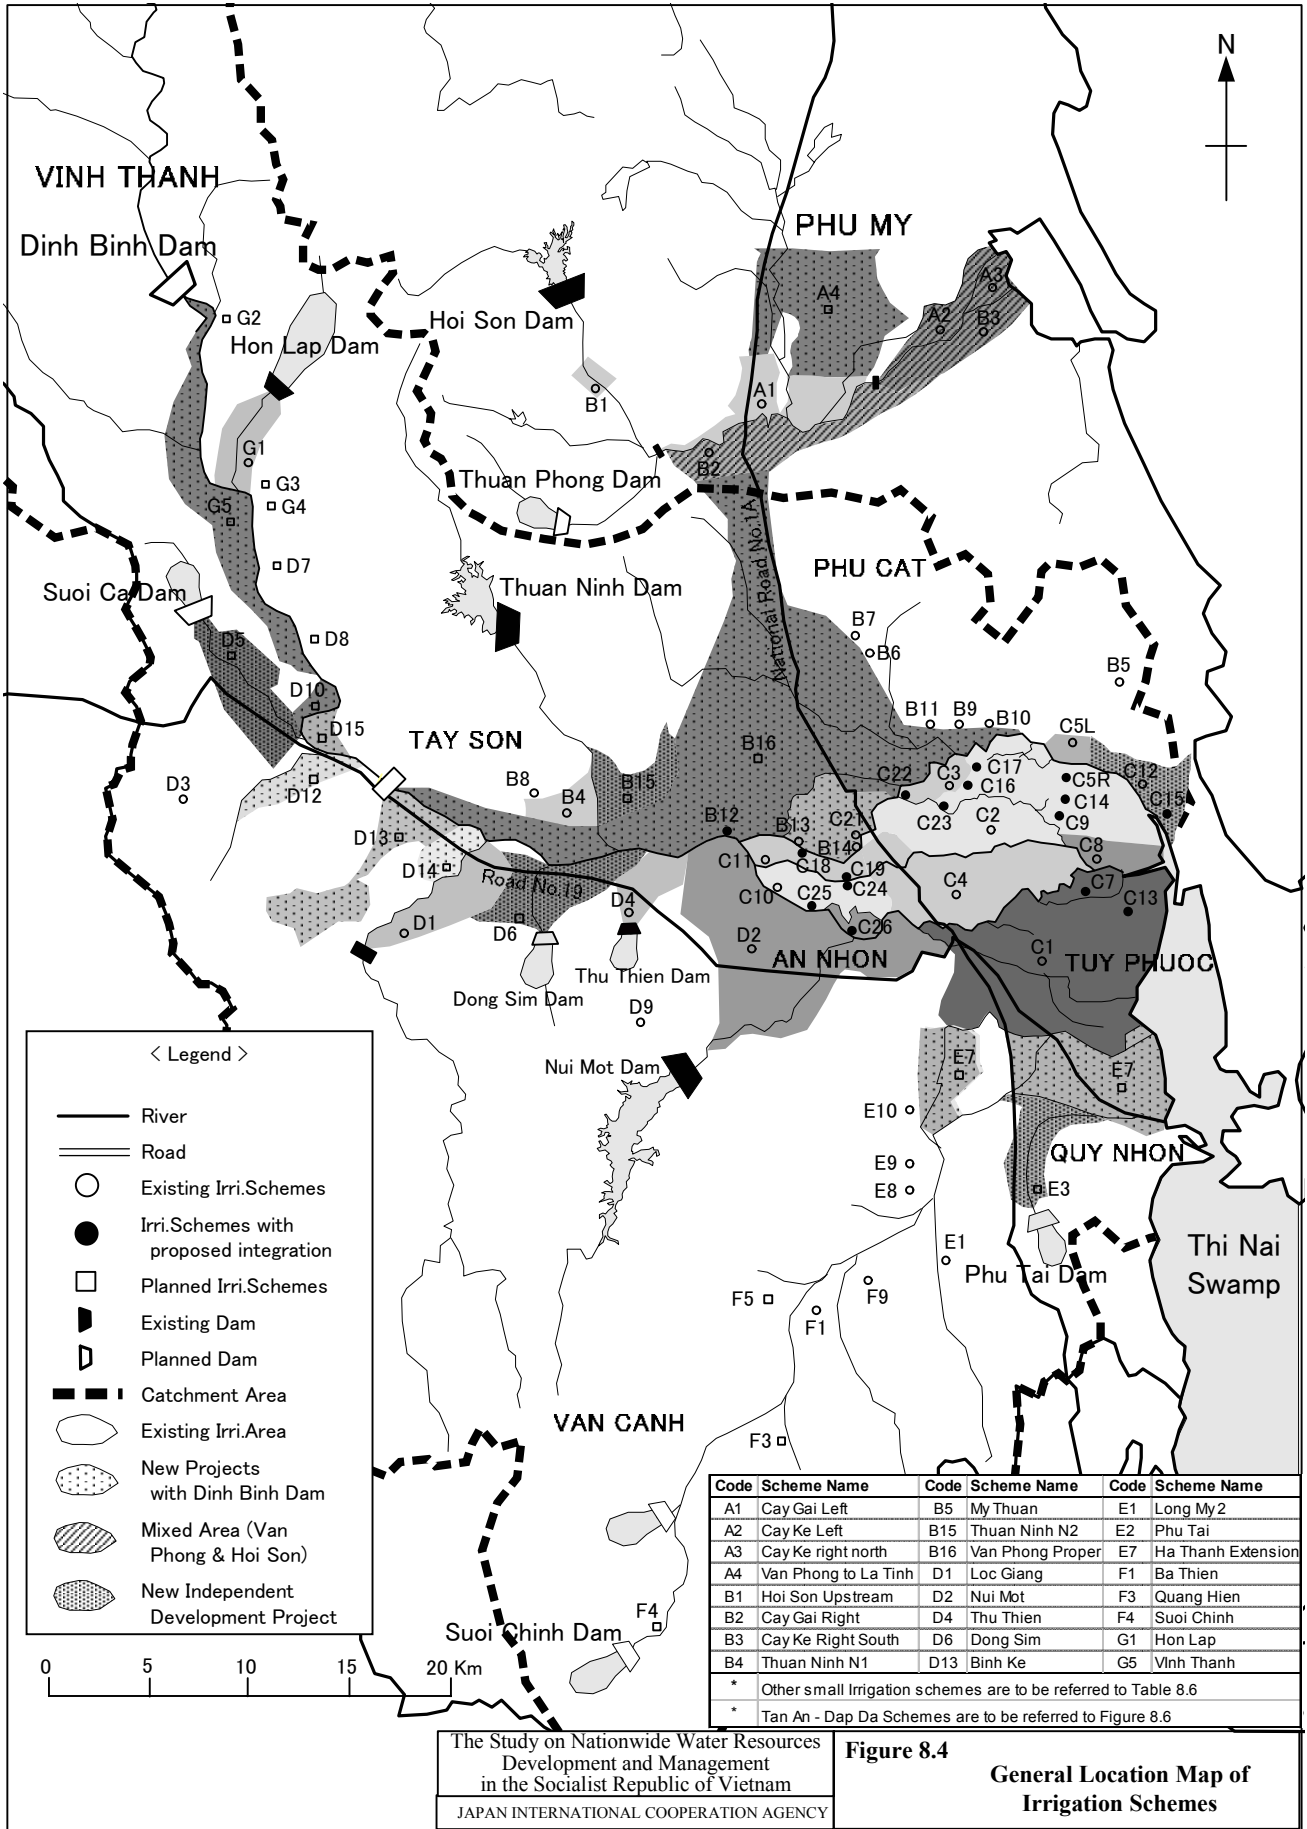 N
VINH THANH
PHU MY
Dinh Binh Dam
A3
A4
G2
Hoi Son Dam
A2
B3
Hon Lap Dam
A1
B1
G1
B2
G3
Thuan Phong Dam
G5
G4
National Road No.1A
D7
PHU CAT
Suoi Ca Dam
Thuan Ninh Dam
B7
D5
D8
B6
B5
D10
B11
B9
B10
D15
C5L
TAY SON
B16
C17
D3
D12
B8
B15
C22
C3
C16
C5R
C12
B4
C14
C15
C23
C2
C9
D13
B12
B13
C21
B14
C8
C11
C18
D14
Road No.19
C19
C24
C7
C10
C25
C4
C13
D1
D6
D4
C26
D2
AN NHON
C1
TUY PHUOC
Thu Thien Dam
Dong Sim Dam
D9
Nui Mot Dam
E7
E7
E10
QUY NHON
E9
E8
E3
E1
Thi Nai
Swamp
Phu Tai Dam
F5
F9
F1
VAN CANH
F3
F4
Suoi Chinh Dam
< Legend >
River
Road
Existing Irri.Schemes
Irri.Schemes with
proposed integration
Planned Irri.Schemes
Existing Dam
Planned Dam
Catchment Area
Existing Irri.Area
New Projects
with Dinh Binh Dam
Mixed Area (Van
Phong & Hoi Son)
New Independent
Development Project
0 5 10 15 20 Km
Code Scheme Name Code Scheme Name Code Scheme Name
A1 Cay Gai Left B5 My Thuan E1 Long My 2
A2 Cay Ke Left B15 Thuan Ninh N2 E2 Phu Tai
A3 Cay Ke right north B16 Van Phong Proper E7 Ha Thanh Extension
A4 Van Phong to La Tinh D1 Loc Giang F1 Ba Thien
B1 Hoi Son Upstream D2 Nui Mot F3 Quang Hien
B2 Cay Gai Right D4 Thu Thien F4 Suoi Chinh
B3 Cay Ke Right South D6 Dong Sim G1 Hon Lap
B4 Thuan Ninh N1 D13 Binh Ke G5 VInh Thanh
* Other small Irrigation schemes are to be referred to Table 8.6
* Tan An - Dap Da Schemes are to be referred to Figure 8.6
The Study on Nationwide Water Resources
Development and Management
in the Socialist Republic of Vietnam
JAPAN INTERNATIONAL COOPERATION AGENCY
Figure 8.4
General Location Map of
Irrigation Schemes